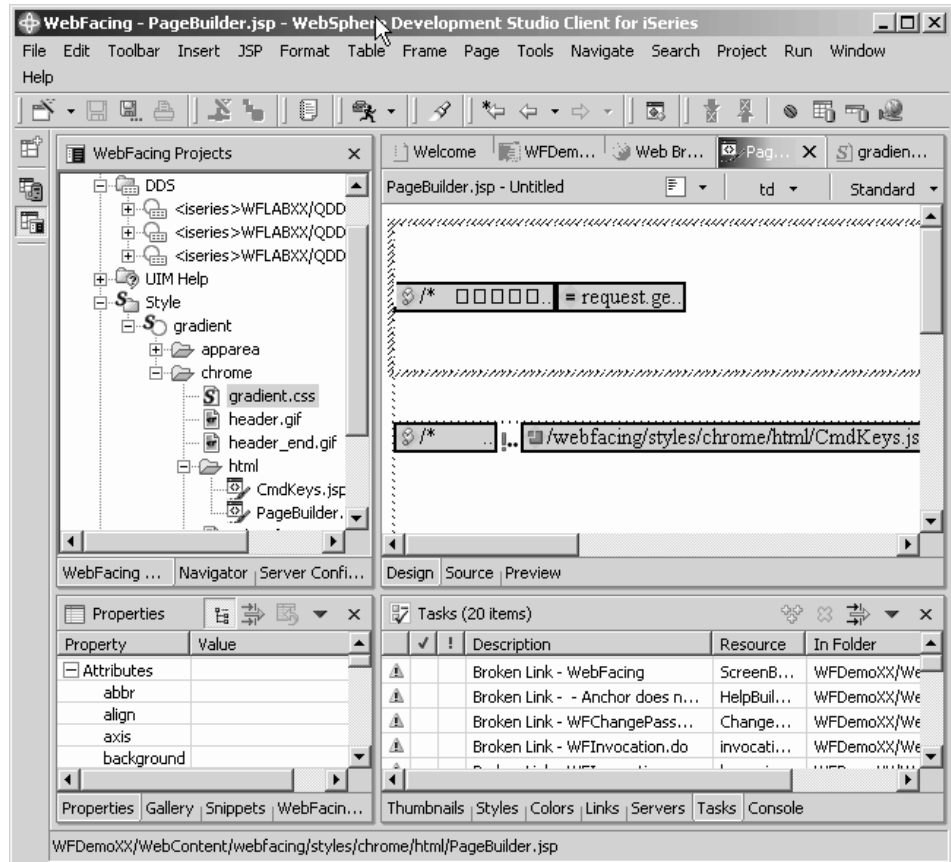 WebFacing - PageBuilder.jsp - WebSphere Development Studio Client for iSeries
File Edit Toolbar Insert JSP Format Table Frame Page Tools Navigate Search Project Run Window
Help
WebFacing Projects
DDS
<iseries>WFLABXX/QDD
<iseries>WFLABXX/QDD
<iseries>WFLABXX/QDD
UIM Help
Style
gradient
apparea
chrome
gradient.css
header.gif
header_end.gif
html
CmdKeys.jsp
PageBuilder.
WebFacing ... Navigator Server Confi...
Welcome WFDem... Web Br... Pag... gradien...
PageBuilder.jsp - Untitled td Standard
/* □□□□□.. = request.ge..
/* .. !.. /webfacing/styles/chrome/html/CmdKeys.js
Design Source Preview
Properties
Property Value
Attributes
abbr
align
axis
background
Properties Gallery Snippets WebFacin...
Tasks (20 items)
! Description Resource In Folder
Broken Link - WebFacing ScreenB... WFDemoXX/We
Broken Link - - Anchor does n... HelpBuil... WFDemoXX/We
Broken Link - WFChangePass... Change... WFDemoXX/We
Broken Link - WFInvocation.do invocati... WFDemoXX/We
Thumbnails Styles Colors Links Servers Tasks Console
WFDemoXX/WebContent/webfacing/styles/chrome/html/PageBuilder.jsp